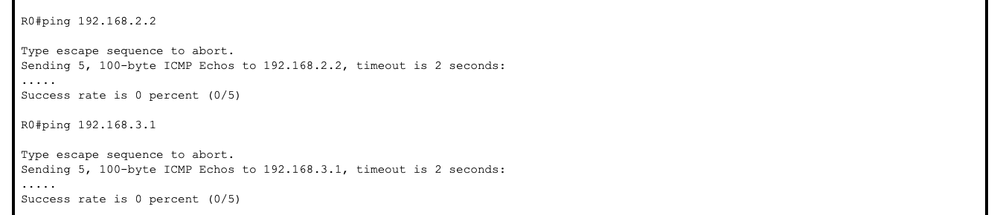 R0#ping 192.168.2.2
Type escape sequence to abort.
Sending 5, 100-byte ICMP Echos to 192.168.2.2, timeout is 2 seconds:
.....
Success rate is 0 percent (0/5)
R0#ping 192.168.3.1
Type escape sequence to abort.
Sending 5, 100-byte ICMP Echos to 192.168.3.1, timeout is 2 seconds:
.....
Success rate is 0 percent (0/5)